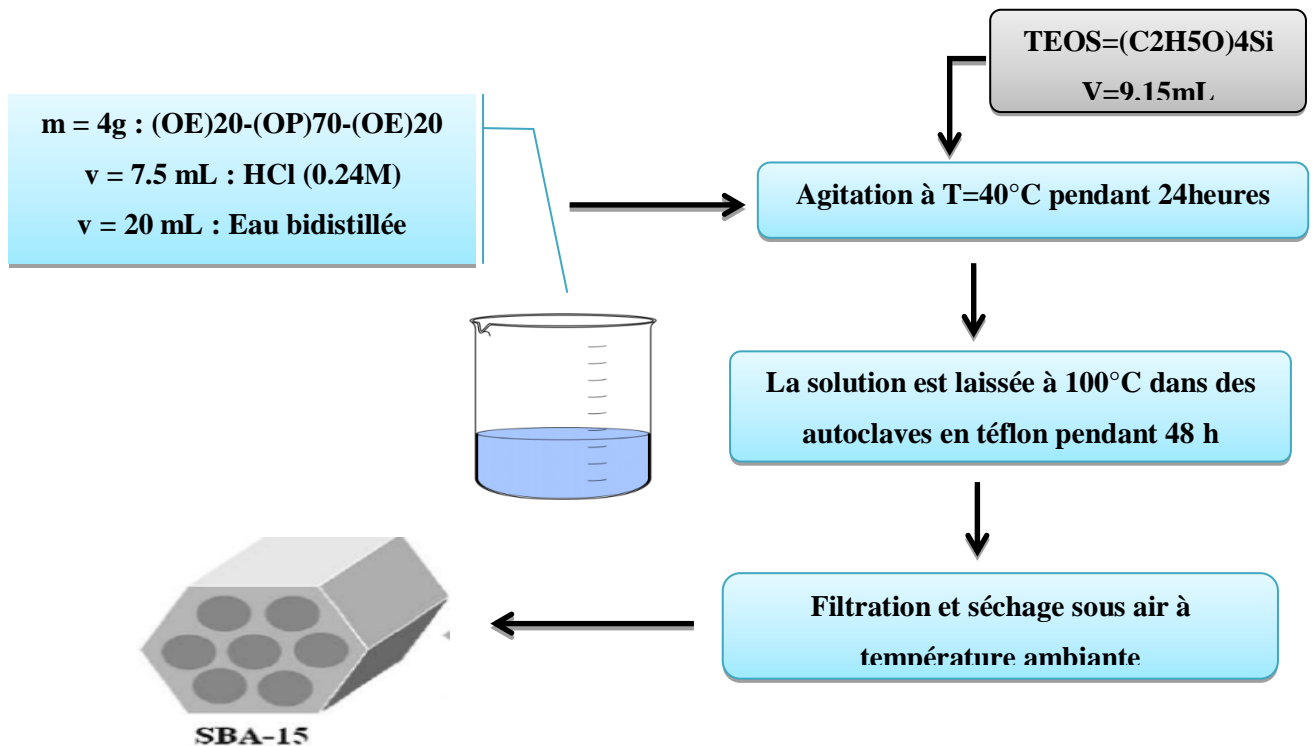 TEOS=(C2H5O)4Si
V=9.15mL
m = 4g : (OE)20-(OP)70-(OE)20
v = 7.5 mL : HCl (0.24M)
v = 20 mL : Eau bidistillée
Agitation à T=40°C pendant 24heures
La solution est laissée à 100°C dans des
autoclaves en téflon pendant 48 h
Filtration et séchage sous air à
température ambiante
SBA-15